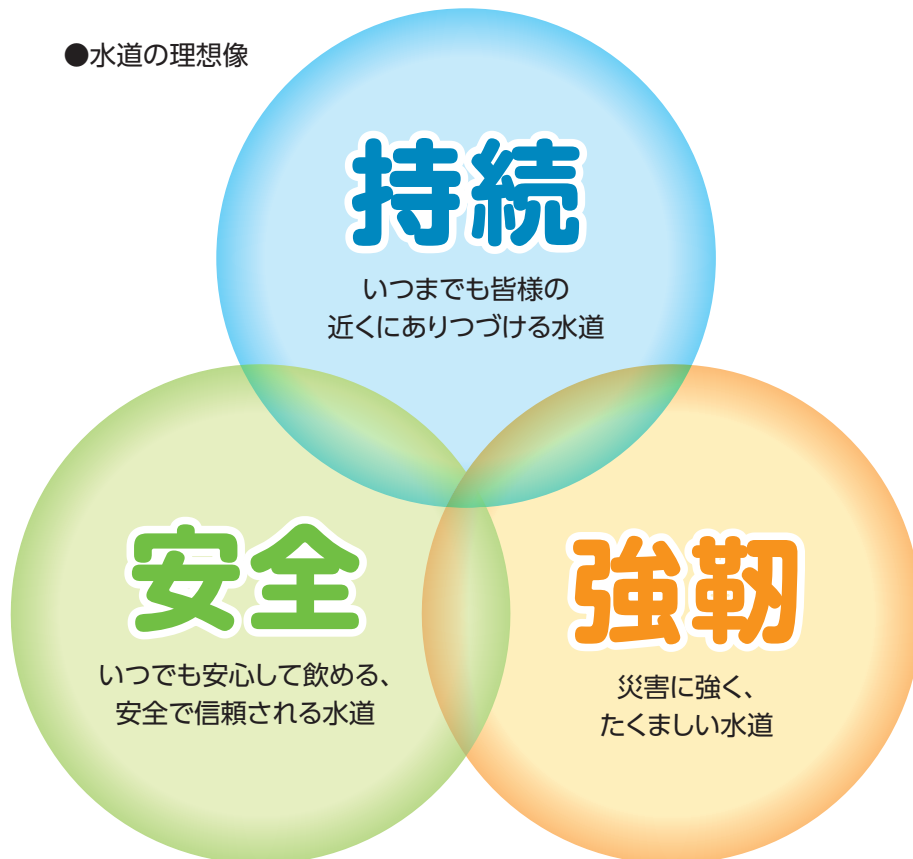 ●水道の理想像
持続
いつまでも皆様の
近くにありつづける水道
安全
いつでも安心して飲める、
安全で信頼される水道
強靭
災害に強く、
たくましい水道